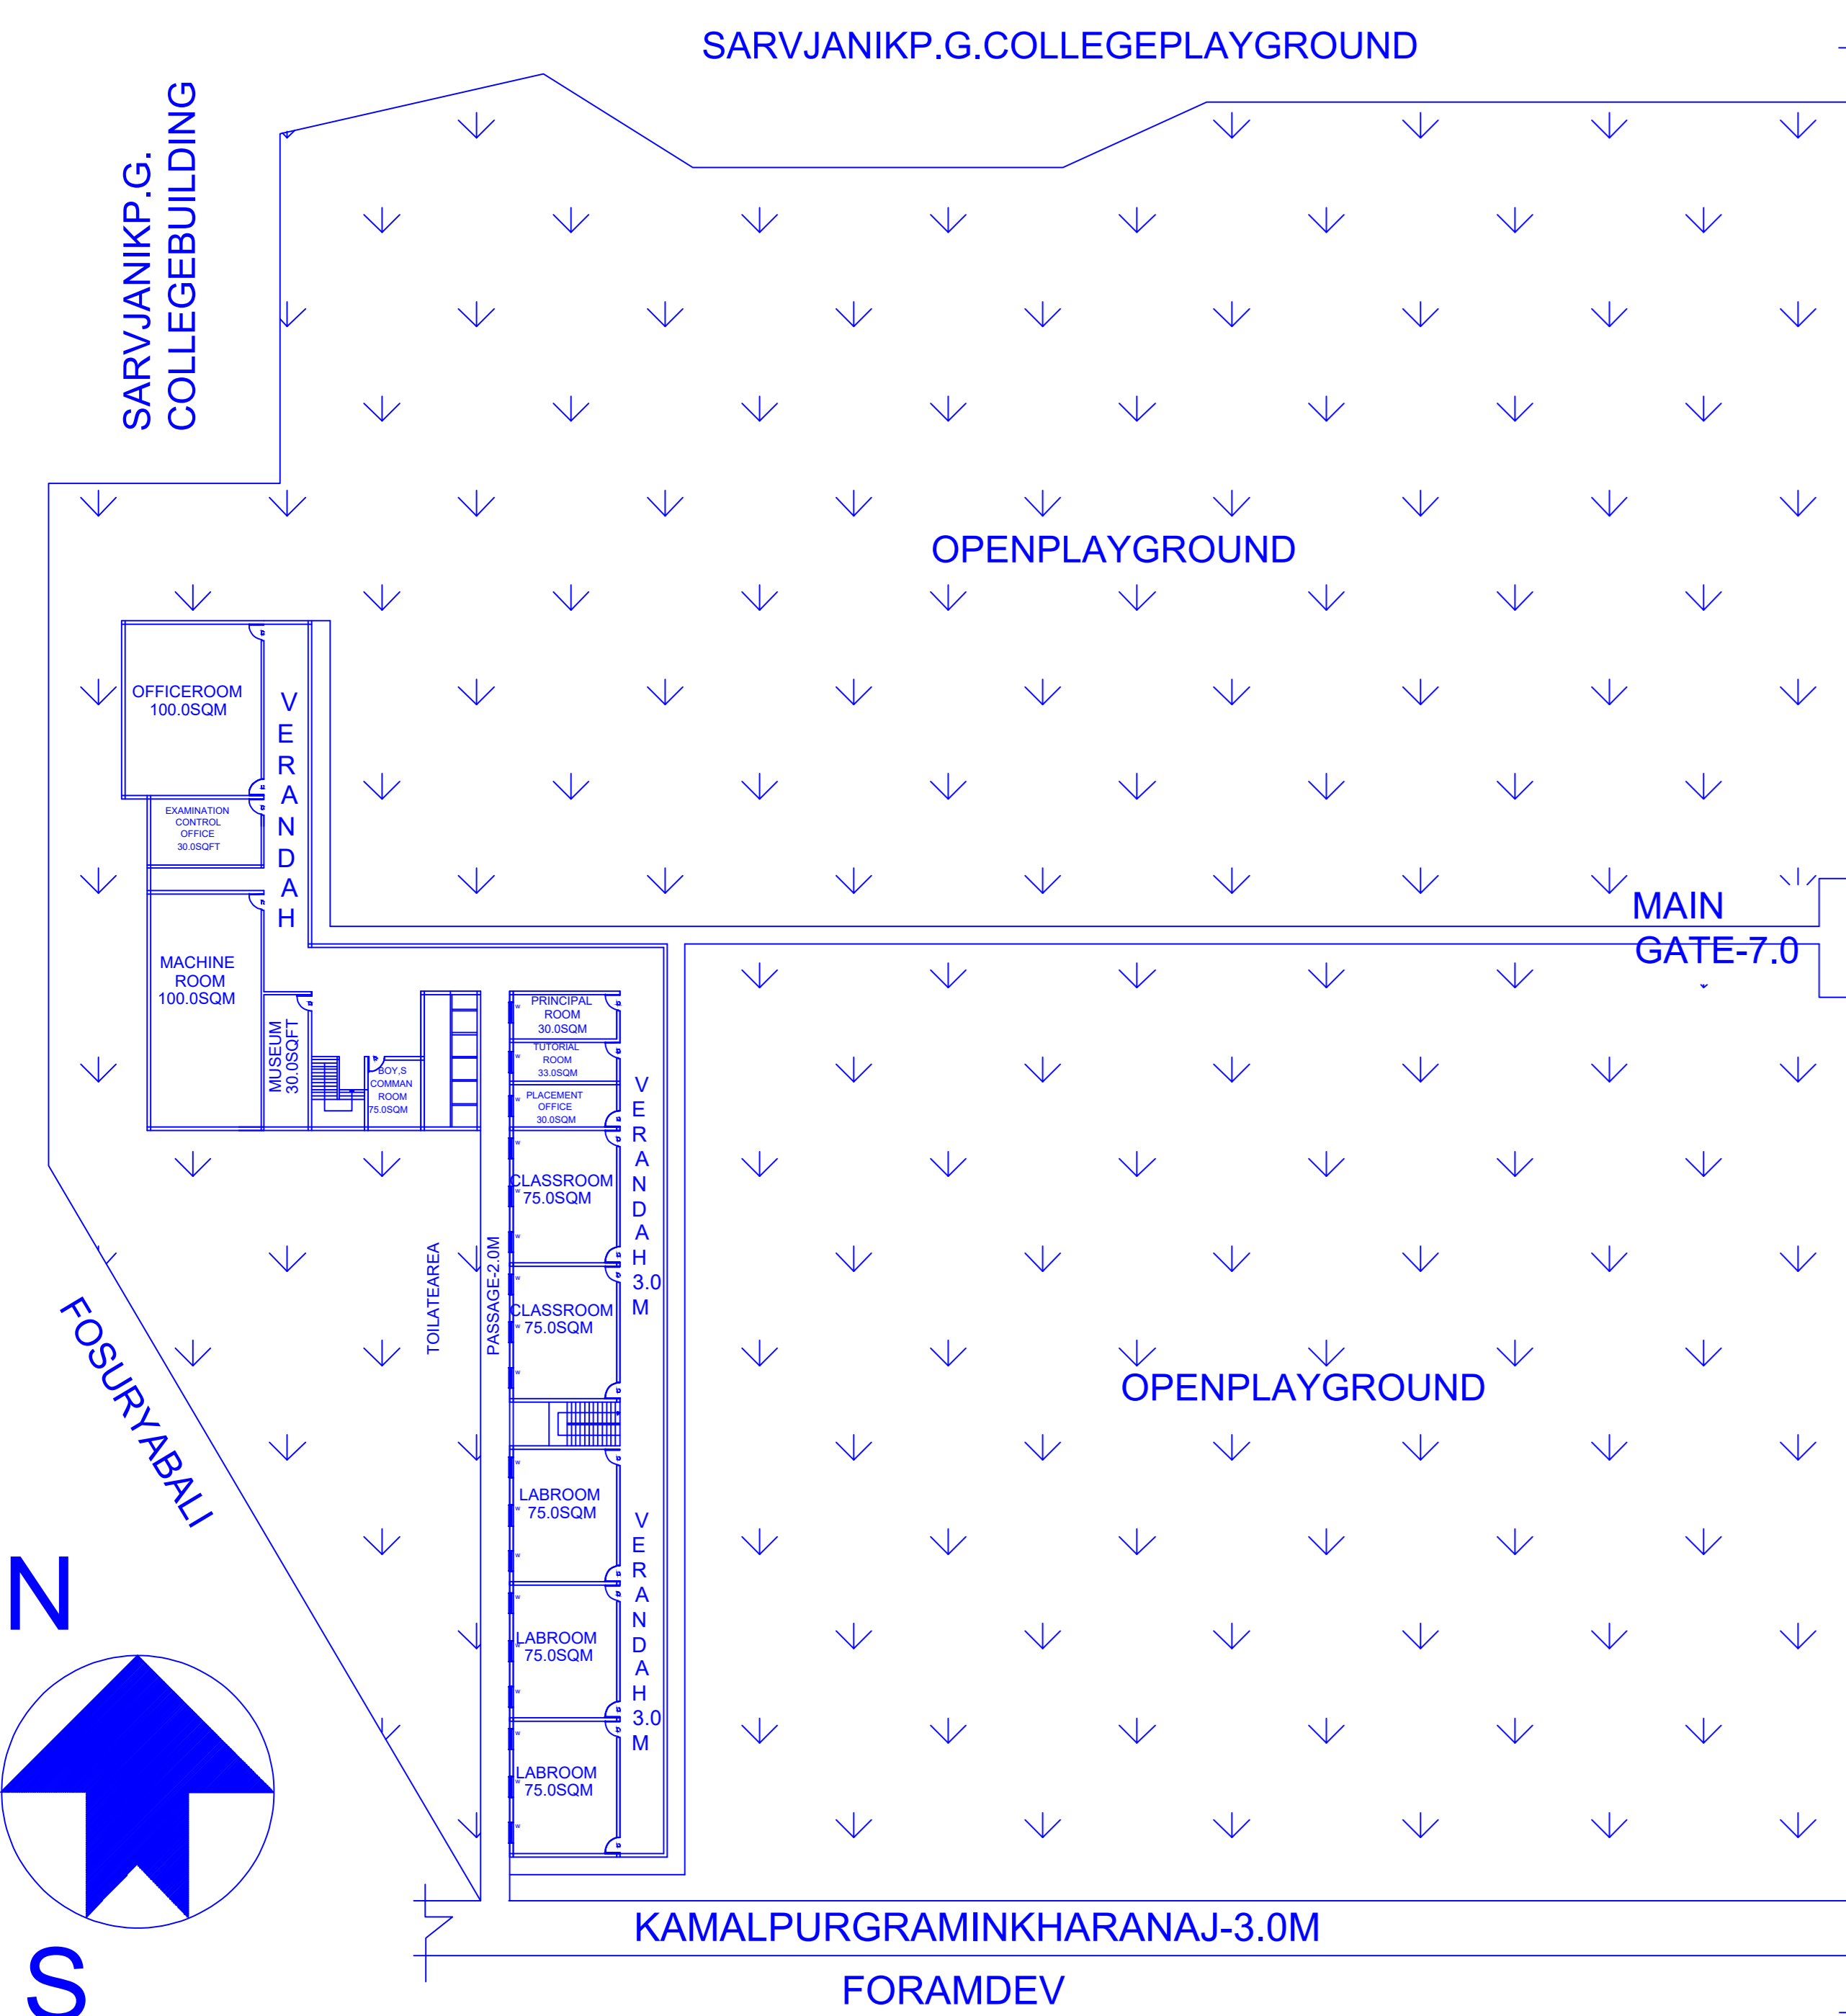 SARVJANIKP.G.COLLEGEPLAYGROUND
SARVJANIKP.G.
COLLEGEBUILDING
OPENPLAYGROUND
OFFICEROOM
100.0SQM
VERANDAH
EXAMINATION
CONTROL
OFFICE
30.0SQFT
MAIN
GATE-7.0
MACHINE
ROOM
100.0SQM
MUSEUM
30.0SQFT
BOY,S
COMMAN
ROOM
75.0SQM
PRINCIPAL
ROOM
30.0SQM
TUTORIAL
ROOM
33.0SQM
PLACEMENT
OFFICE
30.0SQM
VERANDAH
3.0
M
CLASSROOM
75.0SQM
CLASSROOM
75.0SQM
TOILATEAREA
PASSAGE-2.0M
OPENPLAYGROUND
FOSURYABALI
LABROOM
75.0SQM
VERANDAH
3.0
M
LABROOM
75.0SQM
LABROOM
75.0SQM
N
S
KAMALPURGRAMINKHARANAJ-3.0M
FORAMDEV